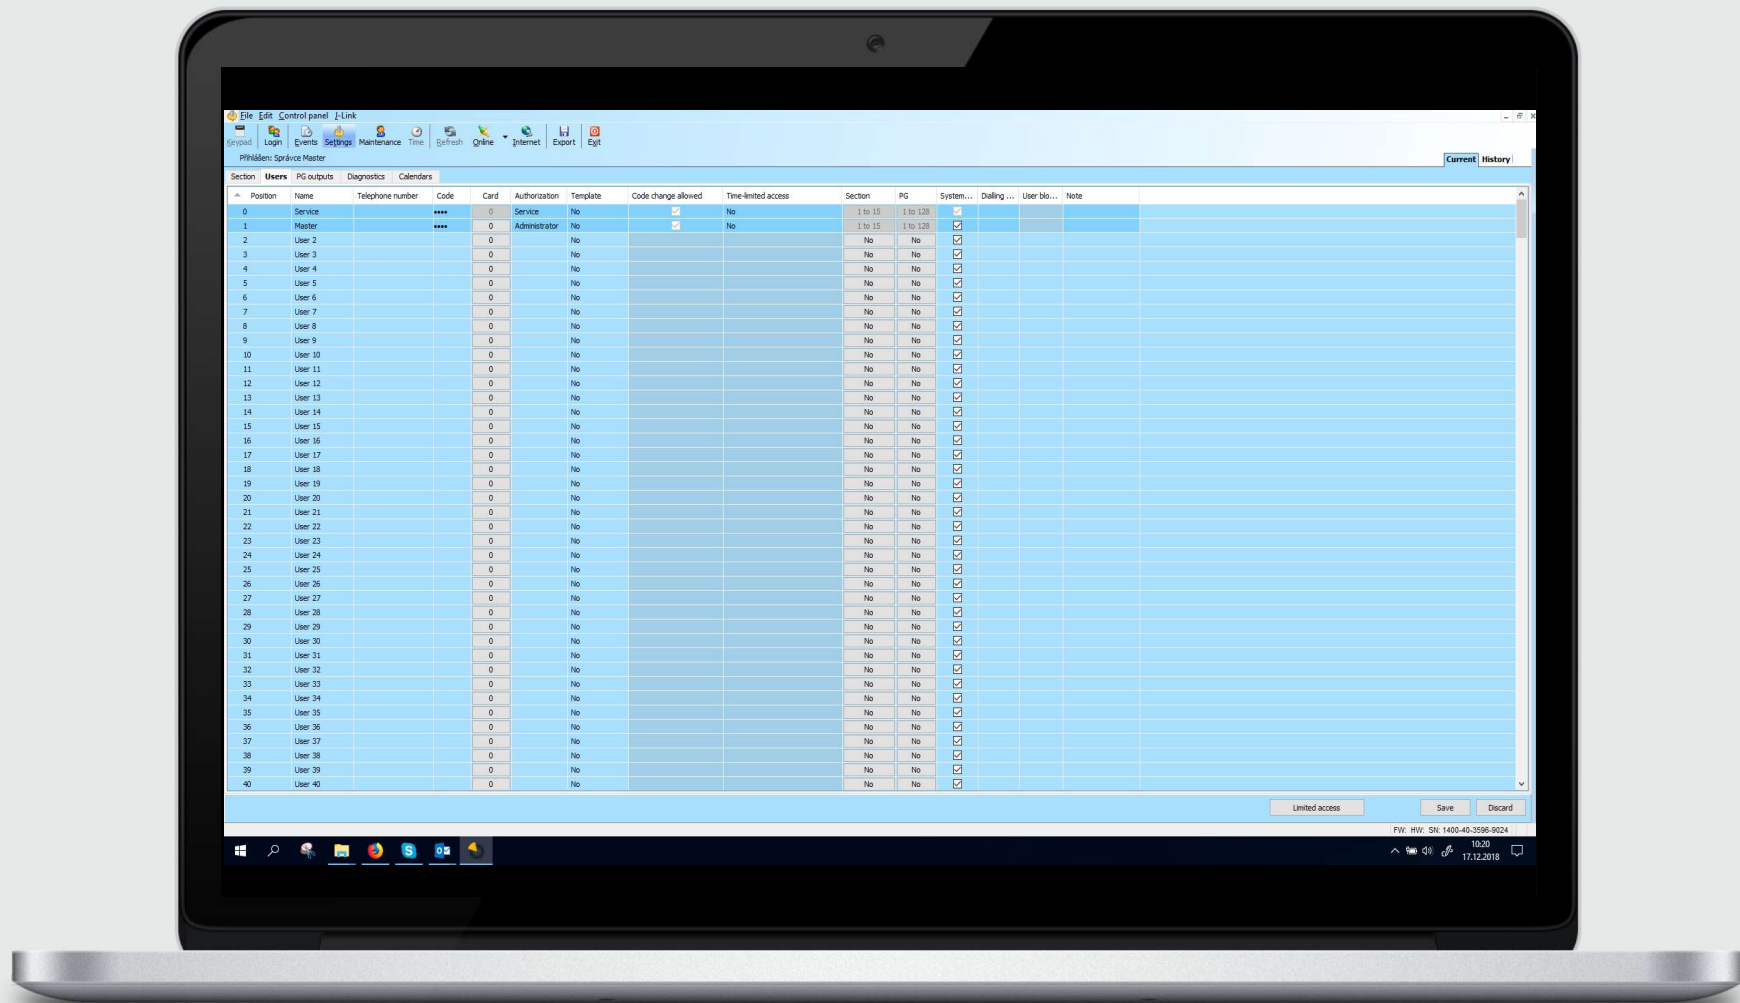 File Edit Control panel J-Link
Keypad Login Events Settings Maintenance Time Refresh Online Internet Export Exit
Přihlášen: Správce Master
Current History
Section Users PG outputs Diagnostics Calendars
Position Name Telephone number Code Card Authorization Template Code change allowed Time-limited access Section PG System... Dialling ... User blo... Note
0 Service •••• 0 Service No No 1 to 15 1 to 128
1 Master •••• 0 Administrator No No 1 to 15 1 to 128
2 User 2 0 No No No
3 User 3 0 No No No
4 User 4 0 No No No
5 User 5 0 No No No
6 User 6 0 No No No
7 User 7 0 No No No
8 User 8 0 No No No
9 User 9 0 No No No
10 User 10 0 No No No
11 User 11 0 No No No
12 User 12 0 No No No
13 User 13 0 No No No
14 User 14 0 No No No
15 User 15 0 No No No
16 User 16 0 No No No
17 User 17 0 No No No
18 User 18 0 No No No
19 User 19 0 No No No
20 User 20 0 No No No
21 User 21 0 No No No
22 User 22 0 No No No
23 User 23 0 No No No
24 User 24 0 No No No
25 User 25 0 No No No
26 User 26 0 No No No
27 User 27 0 No No No
28 User 28 0 No No No
29 User 29 0 No No No
30 User 30 0 No No No
31 User 31 0 No No No
32 User 32 0 No No No
33 User 33 0 No No No
34 User 34 0 No No No
35 User 35 0 No No No
36 User 36 0 No No No
37 User 37 0 No No No
38 User 38 0 No No No
39 User 39 0 No No No
40 User 40 0 No No No
Limited access Save Discard
FW: HW: SN: 1400-40-3596-9024
10:20
17.12.2018